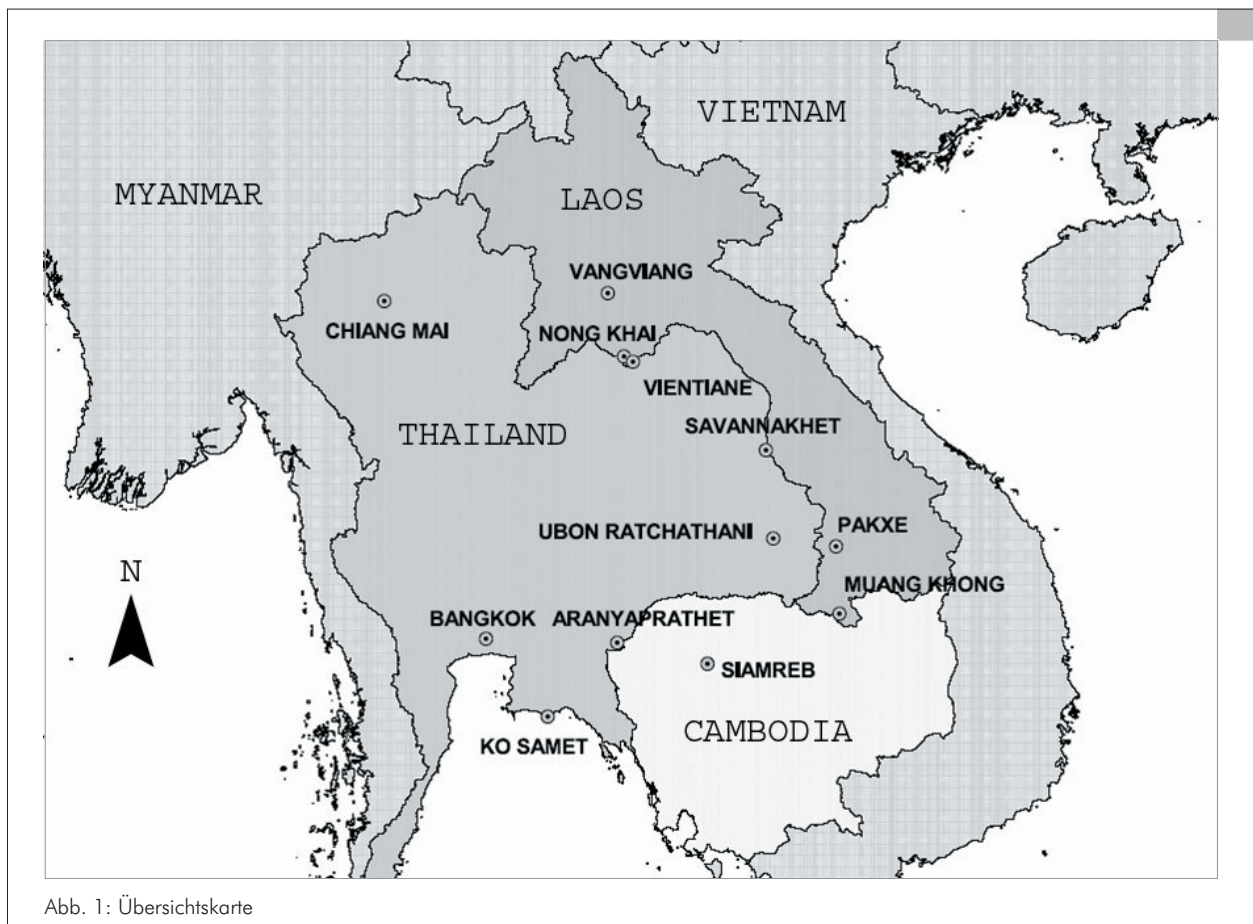 VIETNAM
MYANMAR
LAOS
VANGVIANG
CHIANG MAI
NONG KHAI
VIENTIANE
THAILAND
SAVANNAKHET
UBON RATCHATHANI
PAKXE
N
MUANG KHONG
BANGKOK
ARANYAPRATHET
SIAMREB
CAMBODIA
KO SAMET
Abb. 1: Übersichtskarte